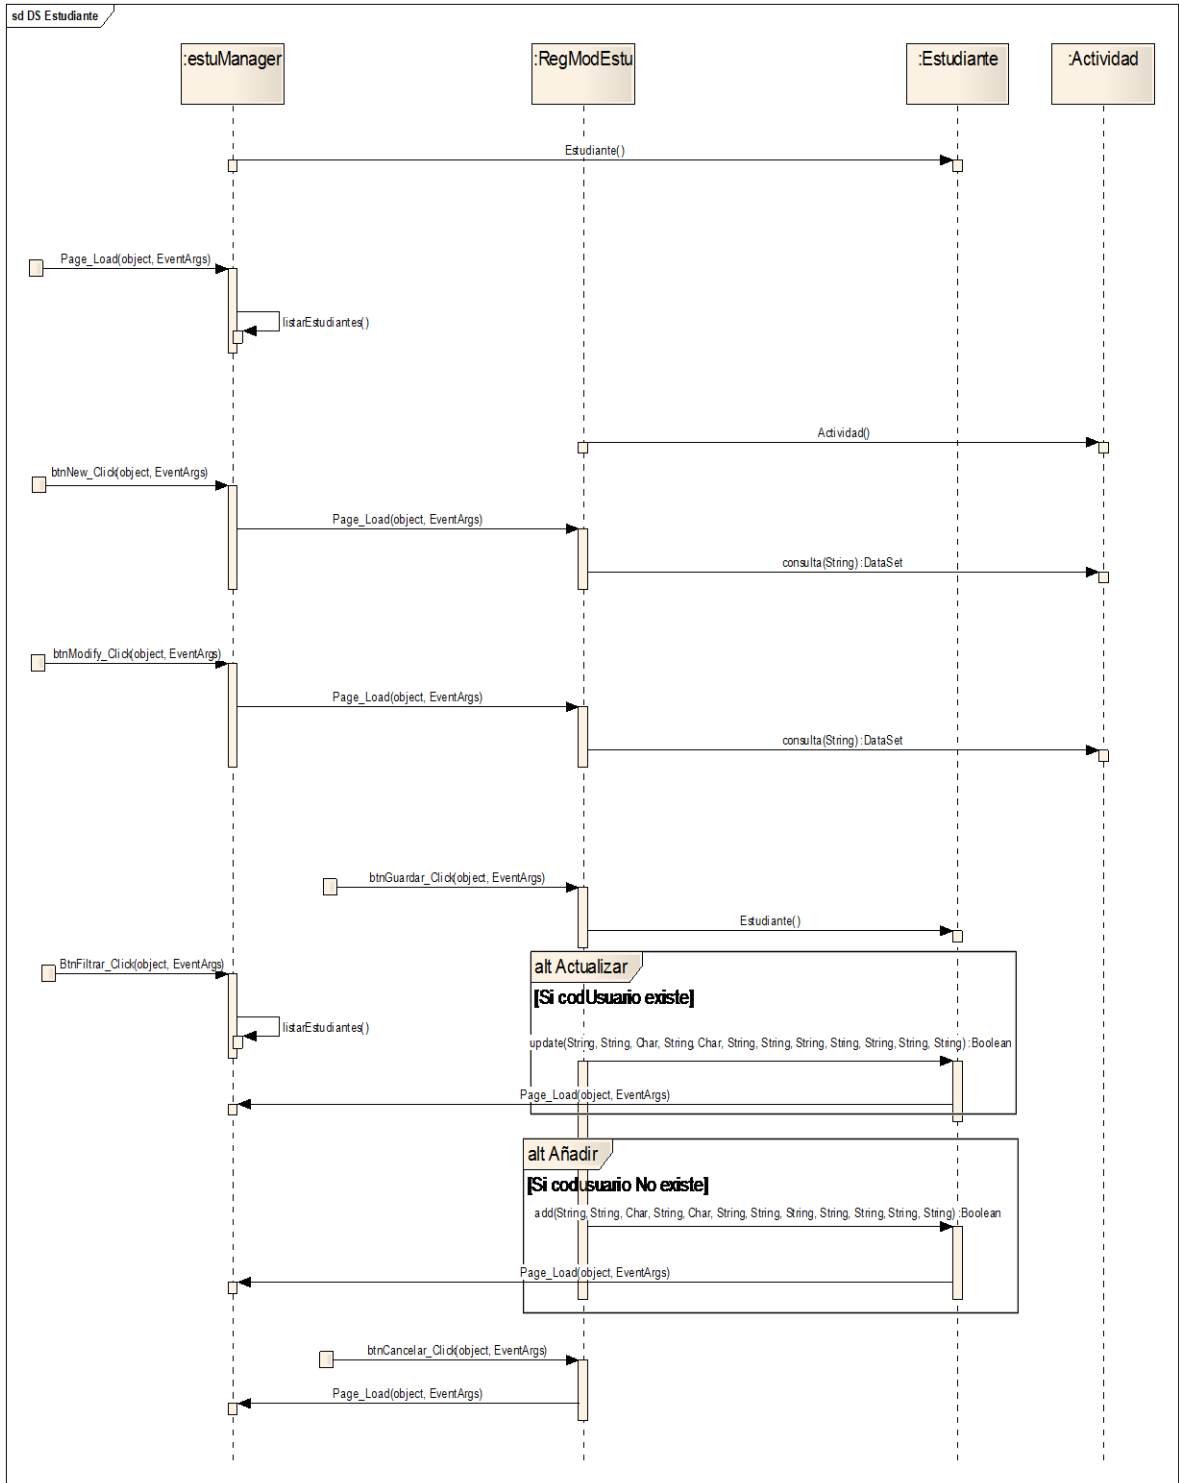 sd DS Estudiante
:estuManager
:RegModEstu
:Estudiante
:Actividad
Estudiante()
Page_Load(object, EventArgs)
listarEstudiantes()
Actividad()
btnNew_Click(object, EventArgs)
Page_Load(object, EventArgs)
consulta(String) :DataSet
btnModify_Click(object, EventArgs)
Page_Load(object, EventArgs)
consulta(String) :DataSet
btnGuardar_Click(object, EventArgs)
Estudiante()
BtnFiltrar_Click(object, EventArgs)
alt Actualizar
[Si codUsuario existe]
listarEstudiantes()
update(String, String, Char, String, Char, String, String, String, String, String, String, String) :Boolean
Page_Load(object, EventArgs)
alt Añadir
[Si codusuario No existe]
add(String, String, Char, String, Char, String, String, String, String, String, String, String) :Boolean
Page_Load(object, EventArgs)
btnCancelar_Click(object, EventArgs)
Page_Load(object, EventArgs)